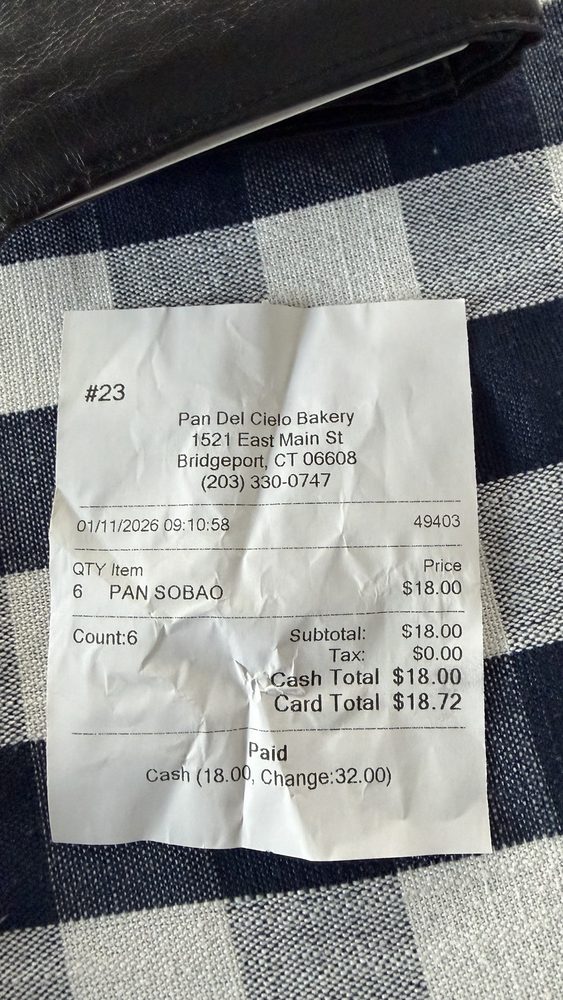 #23
Pan Del Cielo Bakery
1521 East Main St
Bridgeport, CT 06608
(203) 330-0747
01/11/2026 09:10:58 49403
QTY Item Price
6 PAN SOBAO $18.00
Count:6 Subtotal: $18.00
Tax: $0.00
Cash Total $18.00
Card Total $18.72
Paid
Cash (18.00, Change:32.00)